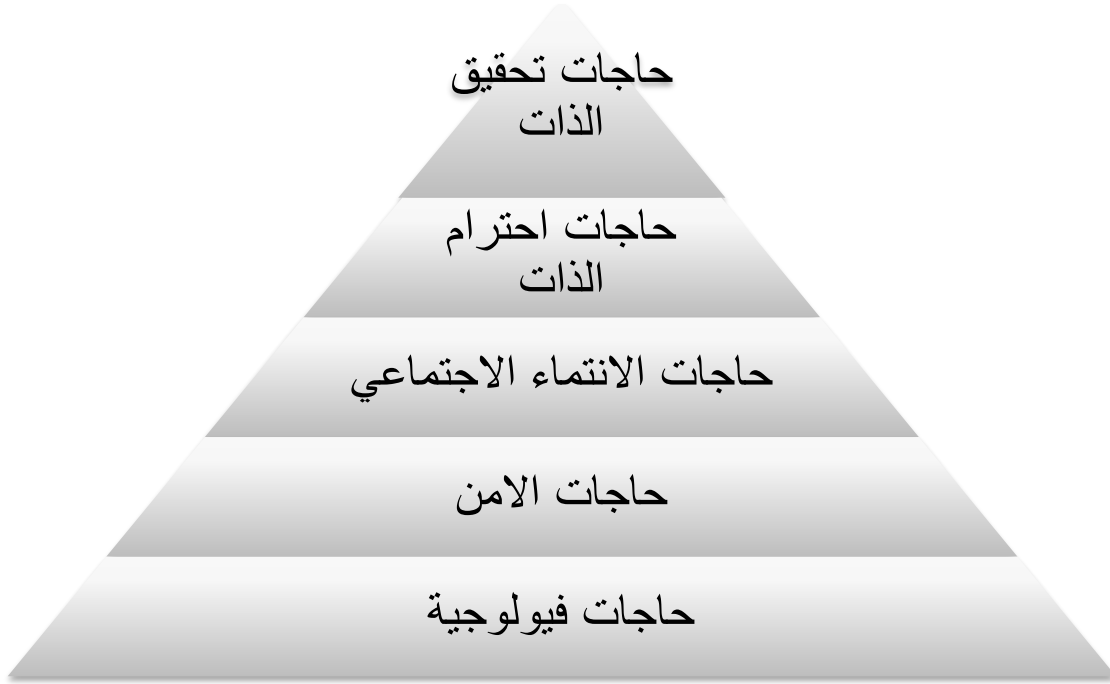 حاجات تحقيق
الذات
حاجات احترام
الذات
حاجات الانتماء الاجتماعي
حاجات الامن
حاجات فيولوجية